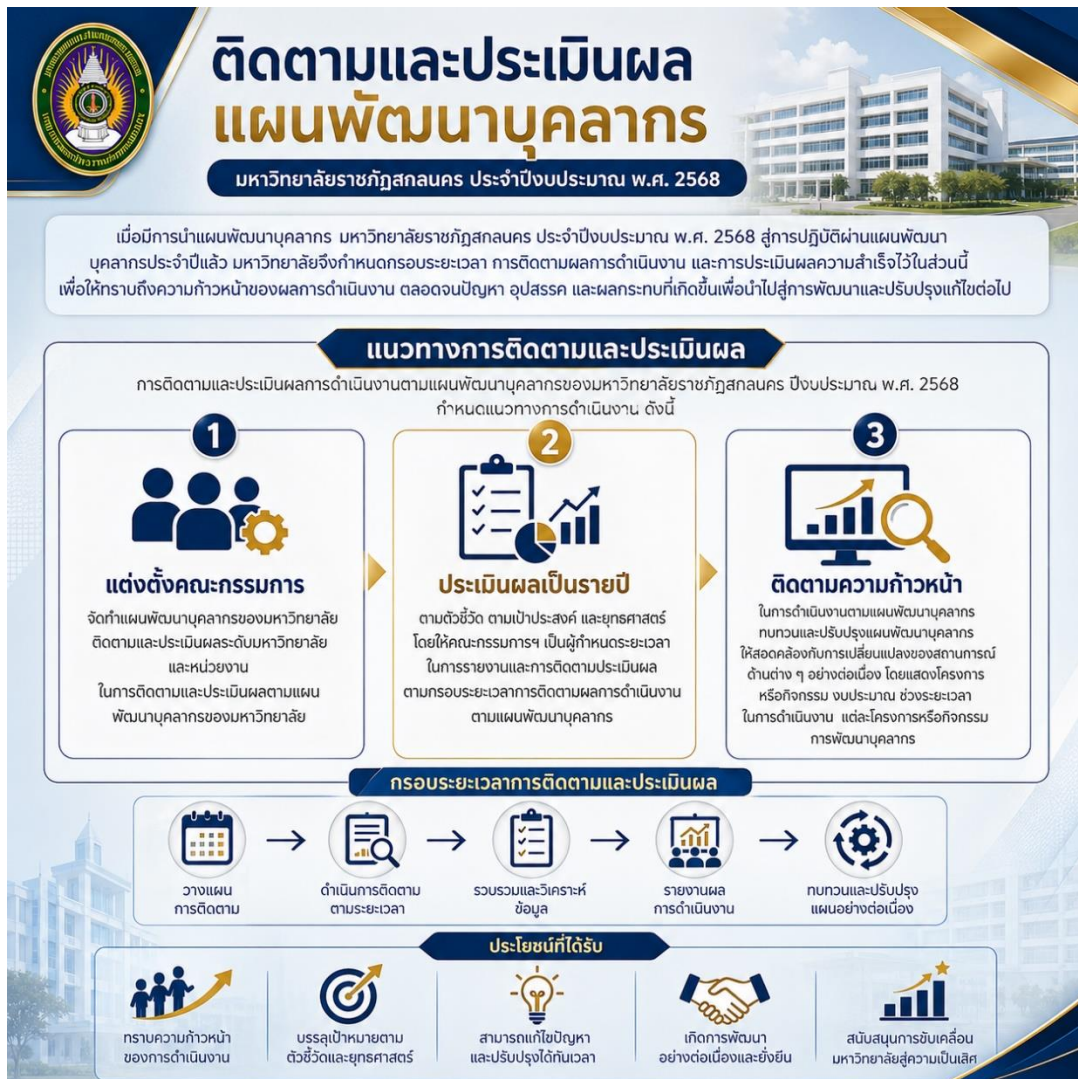 ติดตามและประเมินผล
แผนพัฒนาบุคลากร
มหาวิทยาลัยราชภัฏสกลนคร ประจำปีงบประมาณ พ.ศ. 2568
เมื่อมีการนำแผนพัฒนาบุคลากร มหาวิทยาลัยราชภัฏสกลนคร ประจำปีงบประมาณ พ.ศ. 2568 สู่การปฏิบัติผ่านแผนพัฒนา
บุคลากรประจำปีแล้ว มหาวิทยาลัยจึงกำหนดกรอบระยะเวลา การติดตามผลการดำเนินงาน และการประเมินผลความสำเร็จไว้ในส่วนนี้
เพื่อให้ทราบถึงความก้าวหน้าของผลการดำเนินงาน ตลอดจนปัญหา อุปสรรค และผลกระทบที่เกิดขึ้นเพื่อนำไปสู่การพัฒนาและปรับปรุงแก้ไขต่อไป
แนวทางการติดตามและประเมินผล
การติดตามและประเมินผลการดำเนินงานตามแผนพัฒนาบุคลากรของมหาวิทยาลัยราชภัฏสกลนคร ปีงบประมาณ พ.ศ. 2568
กำหนดแนวทางการดำเนินงาน ดังนี้
1
แต่งตั้งคณะกรรมการ
จัดทำแผนพัฒนาบุคลากรของมหาวิทยาลัย
ติดตามและประเมินผลระดับมหาวิทยาลัย
และหน่วยงาน
ในการติดตามและประเมินผลตามแผน
พัฒนาบุคลากรของมหาวิทยาลัย
2
ประเมินผลเป็นรายปี
ตามตัวชี้วัด ตามเป้าประสงค์ และยุทธศาสตร์
โดยให้คณะกรรมการฯ เป็นผู้กำหนดระยะเวลา
ในการรายงานและการติดตามประเมินผล
ตามกรอบระยะเวลาการติดตามผลการดำเนินงาน
ตามแผนพัฒนาบุคลากร
3
ติดตามความก้าวหน้า
ในการดำเนินงานตามแผนพัฒนาบุคลากร
ทบทวนและปรับปรุงแผนพัฒนาบุคลากร
ให้สอดคล้องกับการเปลี่ยนแปลงของสถานการณ์
ด้านต่าง ๆ อย่างต่อเนื่อง โดยแสดงโครงการ
หรือกิจกรรม งบประมาณ ช่วงระยะเวลา
ในการดำเนินงาน แต่ละโครงการหรือกิจกรรม
การพัฒนาบุคลากร
กรอบระยะเวลาการติดตามและประเมินผล
วางแผน
การติดตาม
ดำเนินการติดตาม
ตามระยะเวลา
รวบรวมและวิเคราะห์
ข้อมูล
รายงานผล
การดำเนินงาน
ทบทวนและปรับปรุง
แผนอย่างต่อเนื่อง
ประโยชน์ที่ได้รับ
ทราบความก้าวหน้า
ของการดำเนินงาน
บรรลุเป้าหมายตาม
ตัวชี้วัดและยุทธศาสตร์
สามารถแก้ไขปัญหา
และปรับปรุงได้ทันเวลา
เกิดการพัฒนา
อย่างต่อเนื่องและยั่งยืน
สนับสนุนการขับเคลื่อน
มหาวิทยาลัยสู่ความเป็นเลิศ